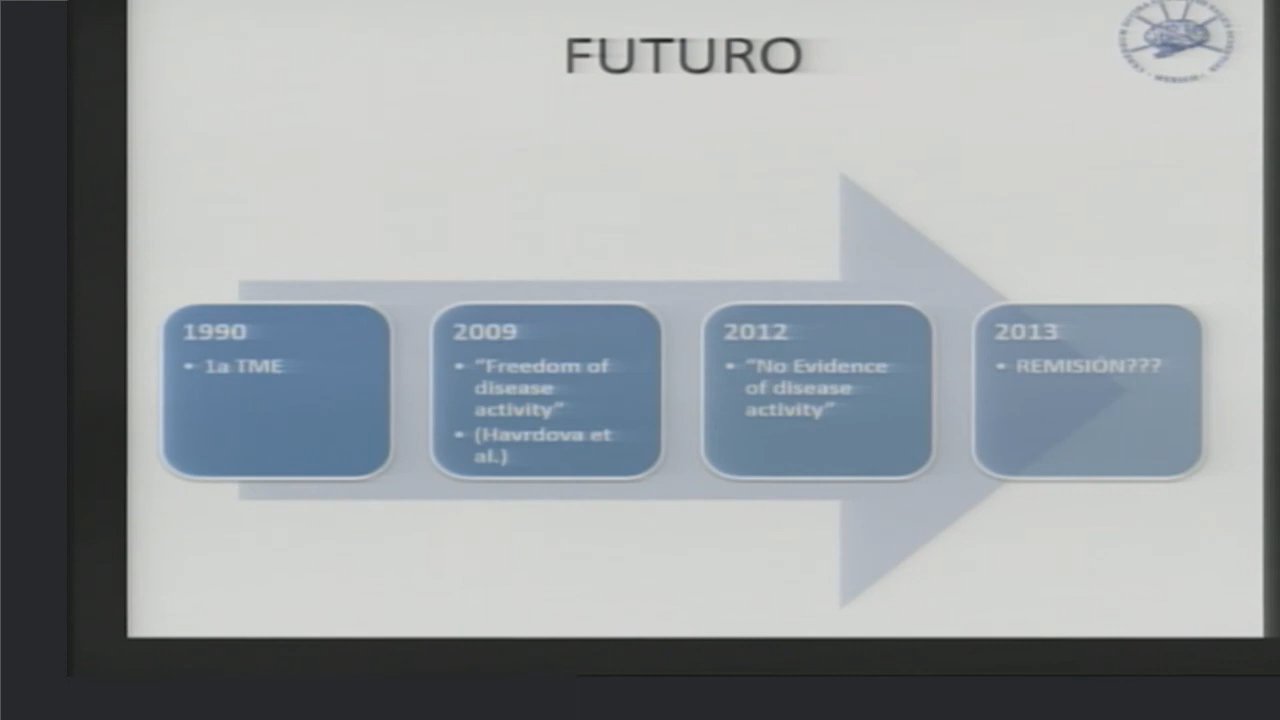 FUTURO
1990
• 1a TME
2009
• "Freedom of
disease
activity"
• (Havrdova et
al.)
2012
• "No Evidence
of disease
activity"
2013
• REMISIÓN???